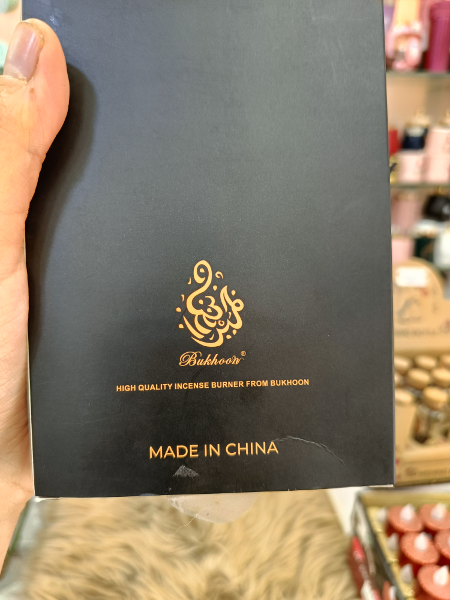 Bukhoon®
HIGH QUALITY INCENSE BURNER FROM BUKHOON
MADE IN CHINA